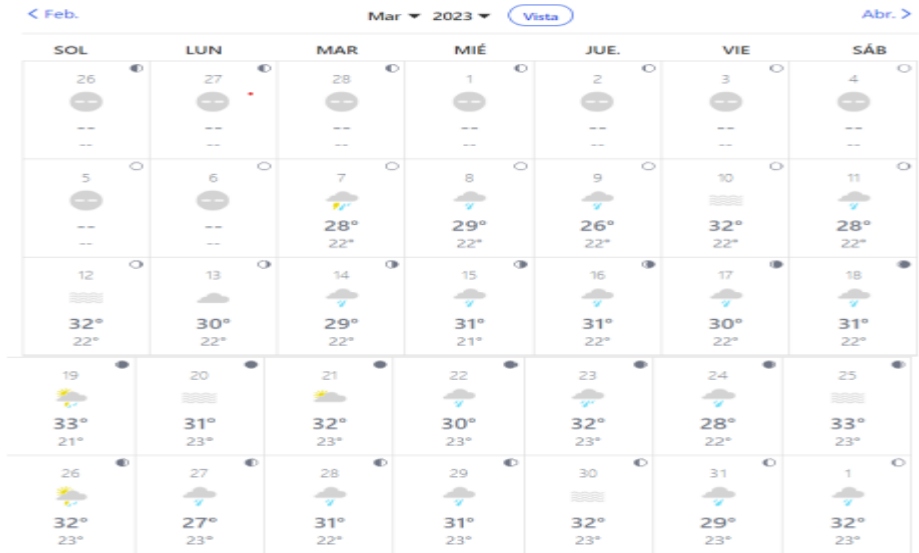 < Feb.
Mar ▼ 2023 ▼ Vista
Abr. >
SOL LUN MAR MIÉ JUE. VIE SÁB
26 27 28 1 2 3 4
-- -- -- -- -- -- --
-- -- -- -- -- -- --
-- -- -- -- -- -- --
5 6 7 8 9 10 11
-- --
-- -- 28° 29° 26° 32° 28°
-- -- 22° 22° 22° 22° 22°
12 13 14 15 16 17 18
32° 30° 29° 31° 31° 30° 31°
22° 22° 22° 21° 22° 22° 22°
19 20 21 22 23 24 25
33° 31° 32° 30° 32° 28° 33°
21° 23° 23° 23° 23° 22° 23°
26 27 28 29 30 31 1
32° 27° 31° 31° 32° 29° 32°
23° 23° 22° 23° 23° 23° 23°